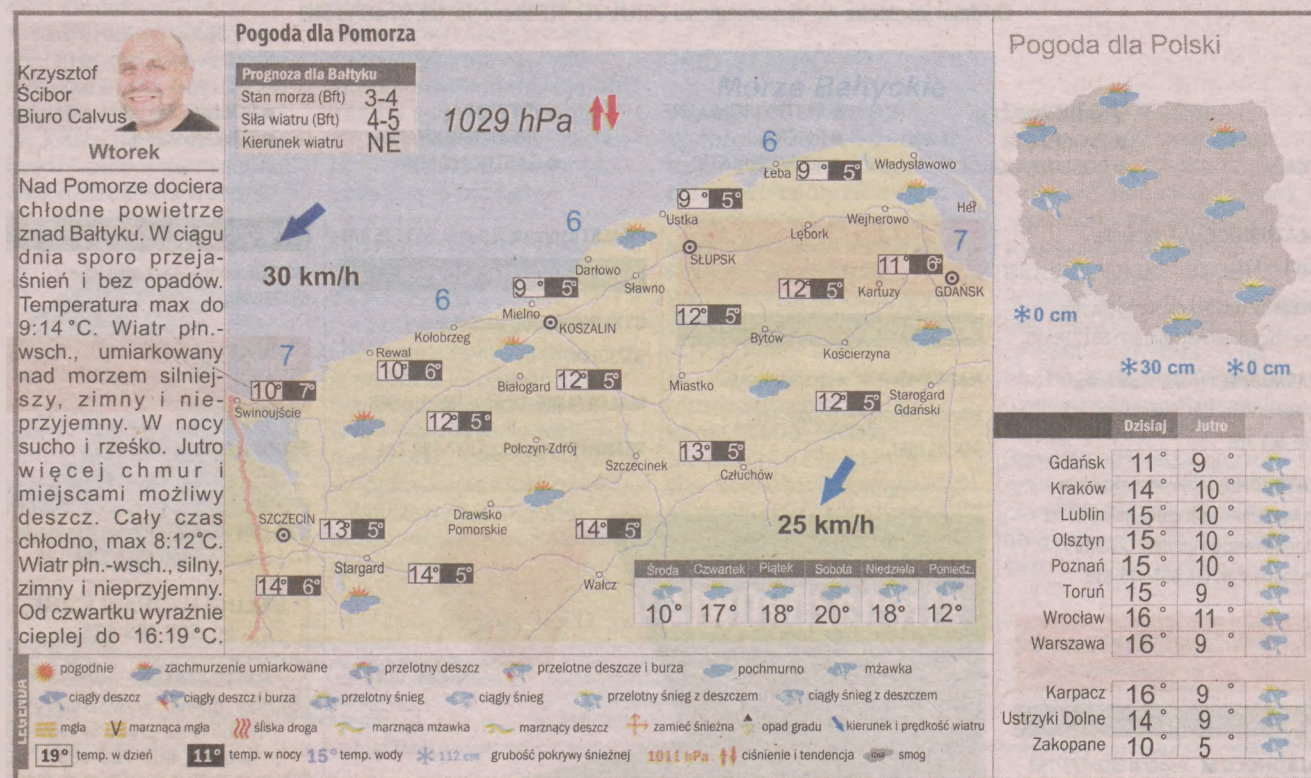 Krzysztof
Ścibor
Biuro Calvus
Wtorek
Nad Pomorze dociera
chłodne powietrze
znad Bałtyku. W ciągu
dnia sporo przeja-
śnień i bez opadów.
Temperatura max do
9:14°C. Wiatr płn.-
wsch., umiarkowany
nad morzem silniej-
szy, zimny i nie-
przyjemny. W nocy
sucho i rześko. Jutro
więcej chmur i
miejscami możliwy
deszcz. Cały czas
chłodno, max 8:12°C.
Wiatr płn.-wsch., silny,
zimny i nieprzyjemny.
Od czwartku wyraźnie
cieplej do 16:19°C.
Pogoda dla Pomorza
Prognoza dla Bałtyku
Stan morza (Bft) 3-4
Siła wiatru (Bft) 4-5
Kierunek wiatru NE
1029 hPa
Morze Bałtyckie
6
Łeba 9° 5°
Władysławowo
9° 5°
Ustka
Wejherowo
Hel
6
Lębork
7
SŁUPSK
30 km/h
Darłowo
11° 6°
Sławno
12° 5°
Kartuzy
GDAŃSK
9° 5°
6
Mielno
KOSZALIN
12° 5°
Bytów
Kołobrzeg
Kościerzyna
7
Rewal
10° 6°
10° 7°
Świnoujście
Białogard
12° 5°
Miastko
Starogard
Gdański
12° 5°
12° 5°
Połczyn-Zdrój
Szczecinek
13° 5°
Człuchów
Drawsko
Pomorskie
SZCZECIN
13° 5°
14° 5°
25 km/h
Stargard
14° 5°
14° 6°
Wałcz
Środa Czwartek Piątek Sobota Niedziela Poniedz.
10° 17° 18° 20° 18° 12°
Pogoda dla Polski
0 cm
30 cm
0 cm
Dzisiaj Jutro
Gdańsk 11° 9°
Kraków 14° 10°
Lublin 15° 10°
Olsztyn 15° 10°
Poznań 15° 10°
Toruń 15° 9°
Wrocław 16° 11°
Warszawa 16° 9°
Karpacz 16° 9°
Ustrzyki Dolne 14° 9°
Zakopane 10° 5°
LEGENDA
pogodnie zachmurzenie umiarkowane przelotny deszcz przelotne deszcze i burza pochmurno mżawka
ciągły deszcz ciągły deszcz i burza przelotny śnieg ciągły śnieg przelotny śnieg z deszczem ciągły śnieg z deszczem
mgła marznąca mgła śliska droga marznąca mżawka marznący deszcz zamieć śnieżna opad gradu kierunek i prędkość wiatru
19° temp. w dzień 11° temp. w nocy 15° temp. wody 112 cm grubość pokrywy śnieżnej 1011 hPa ciśnienie i tendencja smog